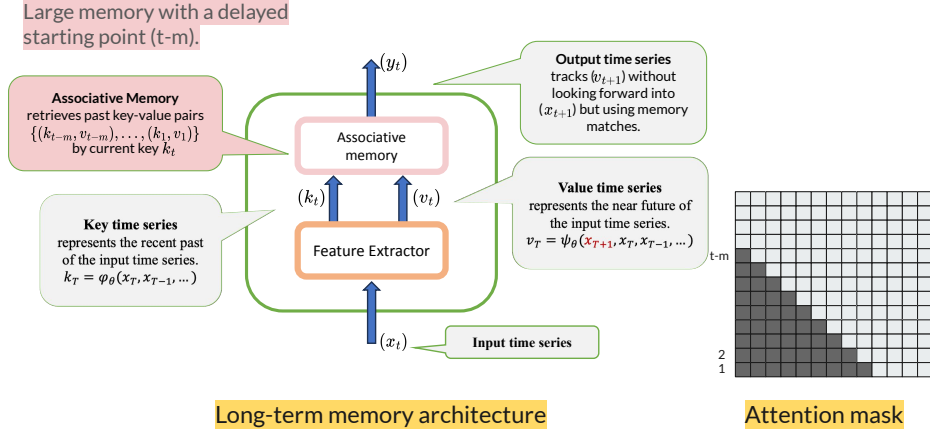 Large memory with a delayed
starting point (t-m).
(y_t)
Output time series
tracks (v_{t+1}) without
looking forward into
(x_{t+1}) but using memory
matches.
Associative Memory
retrieves past key-value pairs
{(k_{t-m}, v_{t-m}), . . . , (k_1, v_1)}
by current key k_t
Associative
memory
(k_t)
(v_t)
Key time series
represents the recent past
of the input time series.
k_T = φ_θ(x_T, x_{T-1}, ...)
Feature Extractor
Value time series
represents the near future of
the input time series.
v_T = ψ_θ(x_{T+1}, x_T, x_{T-1}, ...)
(x_t)
Input time series
t-m
2
1
Long-term memory architecture
Attention mask